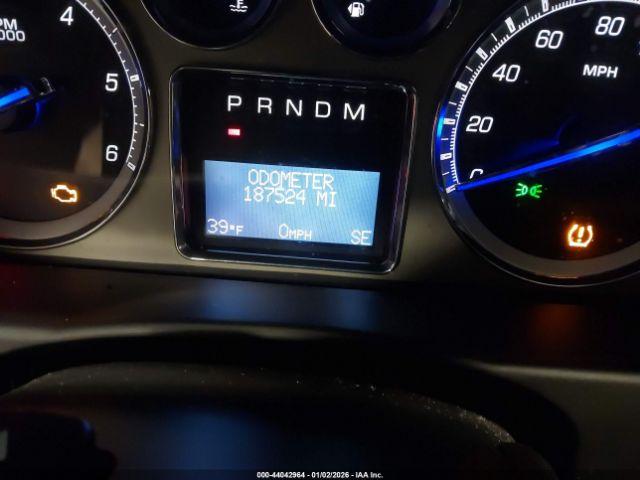 PM
000
4
5
6
F
P R N D M
ODOMETER
187524 MI
39°F 0MPH SE
0
20
40
60
80
MPH
000-44042964 - 01/02/2026 - IAA Inc.